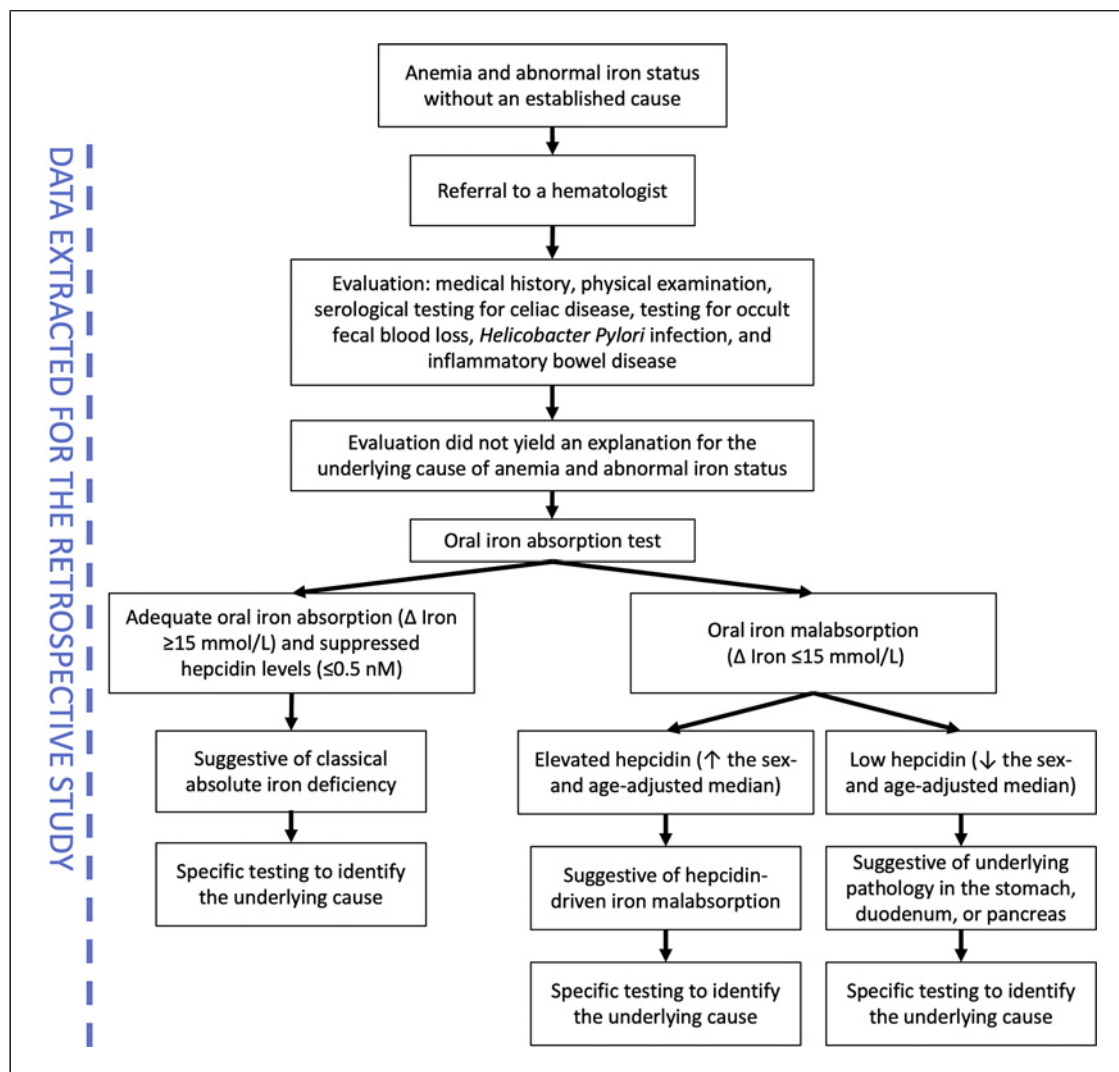 DATA EXTRACTED FOR THE RETROSPECTIVE STUDY
Anemia and abnormal iron status
without an established cause
Referral to a hematologist
Evaluation: medical history, physical examination,
serological testing for celiac disease, testing for occult
fecal blood loss, Helicobacter Pylori infection, and
inflammatory bowel disease
Evaluation did not yield an explanation for the
underlying cause of anemia and abnormal iron status
Oral iron absorption test
Adequate oral iron absorption (Δ Iron
≥15 mmol/L) and suppressed
hepcidin levels (≤0.5 nM)
Suggestive of classical
absolute iron deficiency
Specific testing to identify
the underlying cause
Oral iron malabsorption
(Δ Iron ≤15 mmol/L)
Elevated hepcidin (↑ the sex-
and age-adjusted median)
Suggestive of hepcidin-
driven iron malabsorption
Specific testing to identify
the underlying cause
Low hepcidin (↓ the sex-
and age-adjusted median)
Suggestive of underlying
pathology in the stomach,
duodenum, or pancreas
Specific testing to identify
the underlying cause